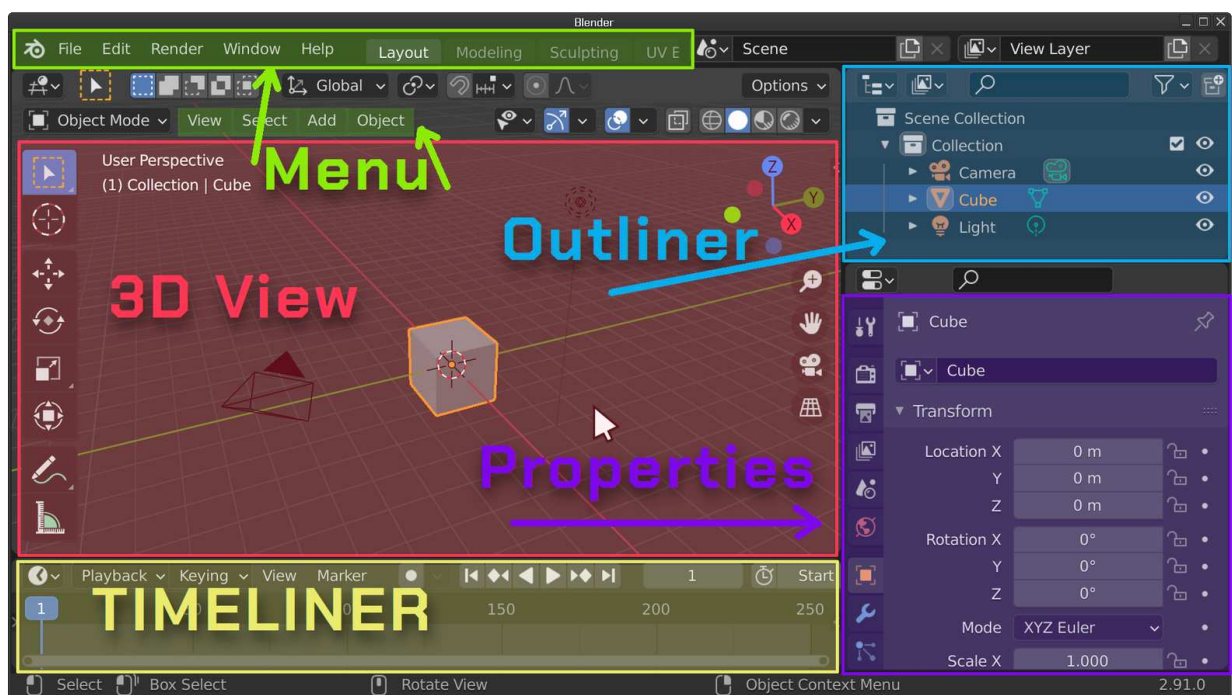 Blender
File Edit Render Window Help Layout Modeling Sculpting UV E Scene View Layer
Global Options
Object Mode View Select Add Object
Scene Collection
Collection
Camera
Cube
Light
User Perspective
(1) Collection | Cube
Menu
Z
Y
X
Outliner
3D View
Properties
Cube
Cube
Transform
Location X 0 m
Y 0 m
Z 0 m
Rotation X 0°
Y 0°
Z 0°
Mode XYZ Euler
Scale X 1.000
Playback Keying View Marker 1 Start
1 150 200 250
TIMELINER
Select Box Select Rotate View Object Context Menu 2.91.0